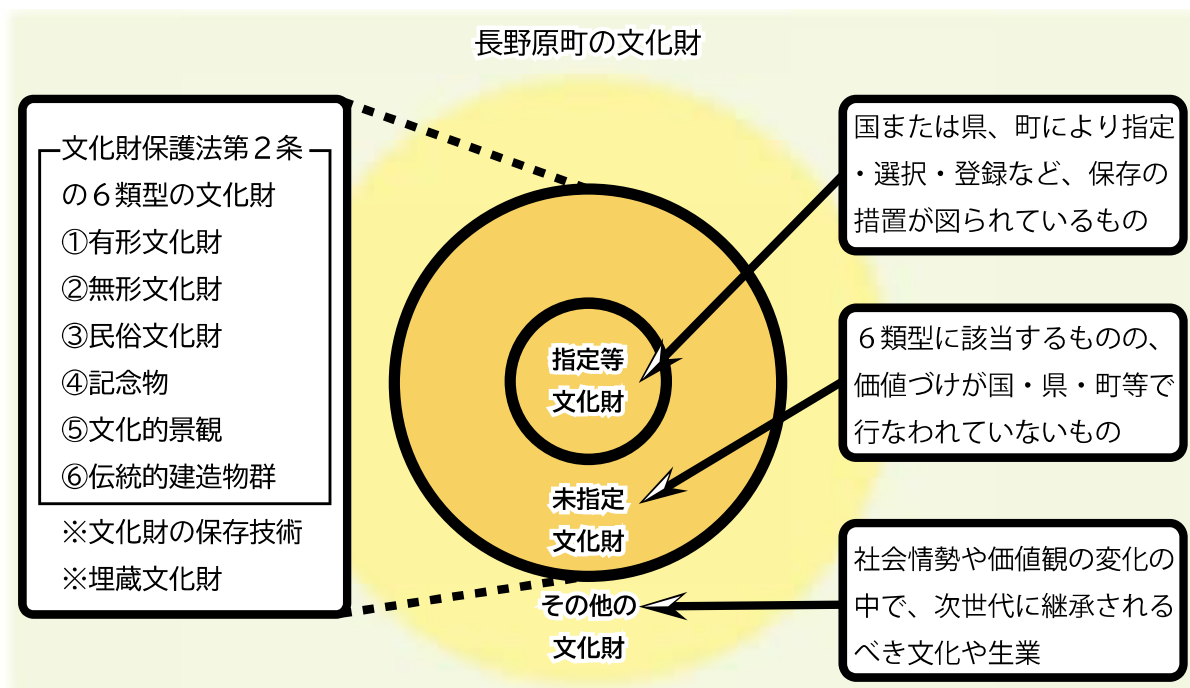 長野原町の文化財
文化財保護法第２条
の６類型の文化財
①有形文化財
②無形文化財
③民俗文化財
④記念物
⑤文化的景観
⑥伝統的建造物群
※文化財の保存技術
※埋蔵文化財
指定等
文化財
未指定
文化財
その他の
文化財
国または県、町により指定
・選択・登録など、保存の
措置が図られているもの
６類型に該当するものの、
価値づけが国・県・町等で
行なわれていないもの
社会情勢や価値観の変化の
中で、次世代に継承される
べき文化や生業